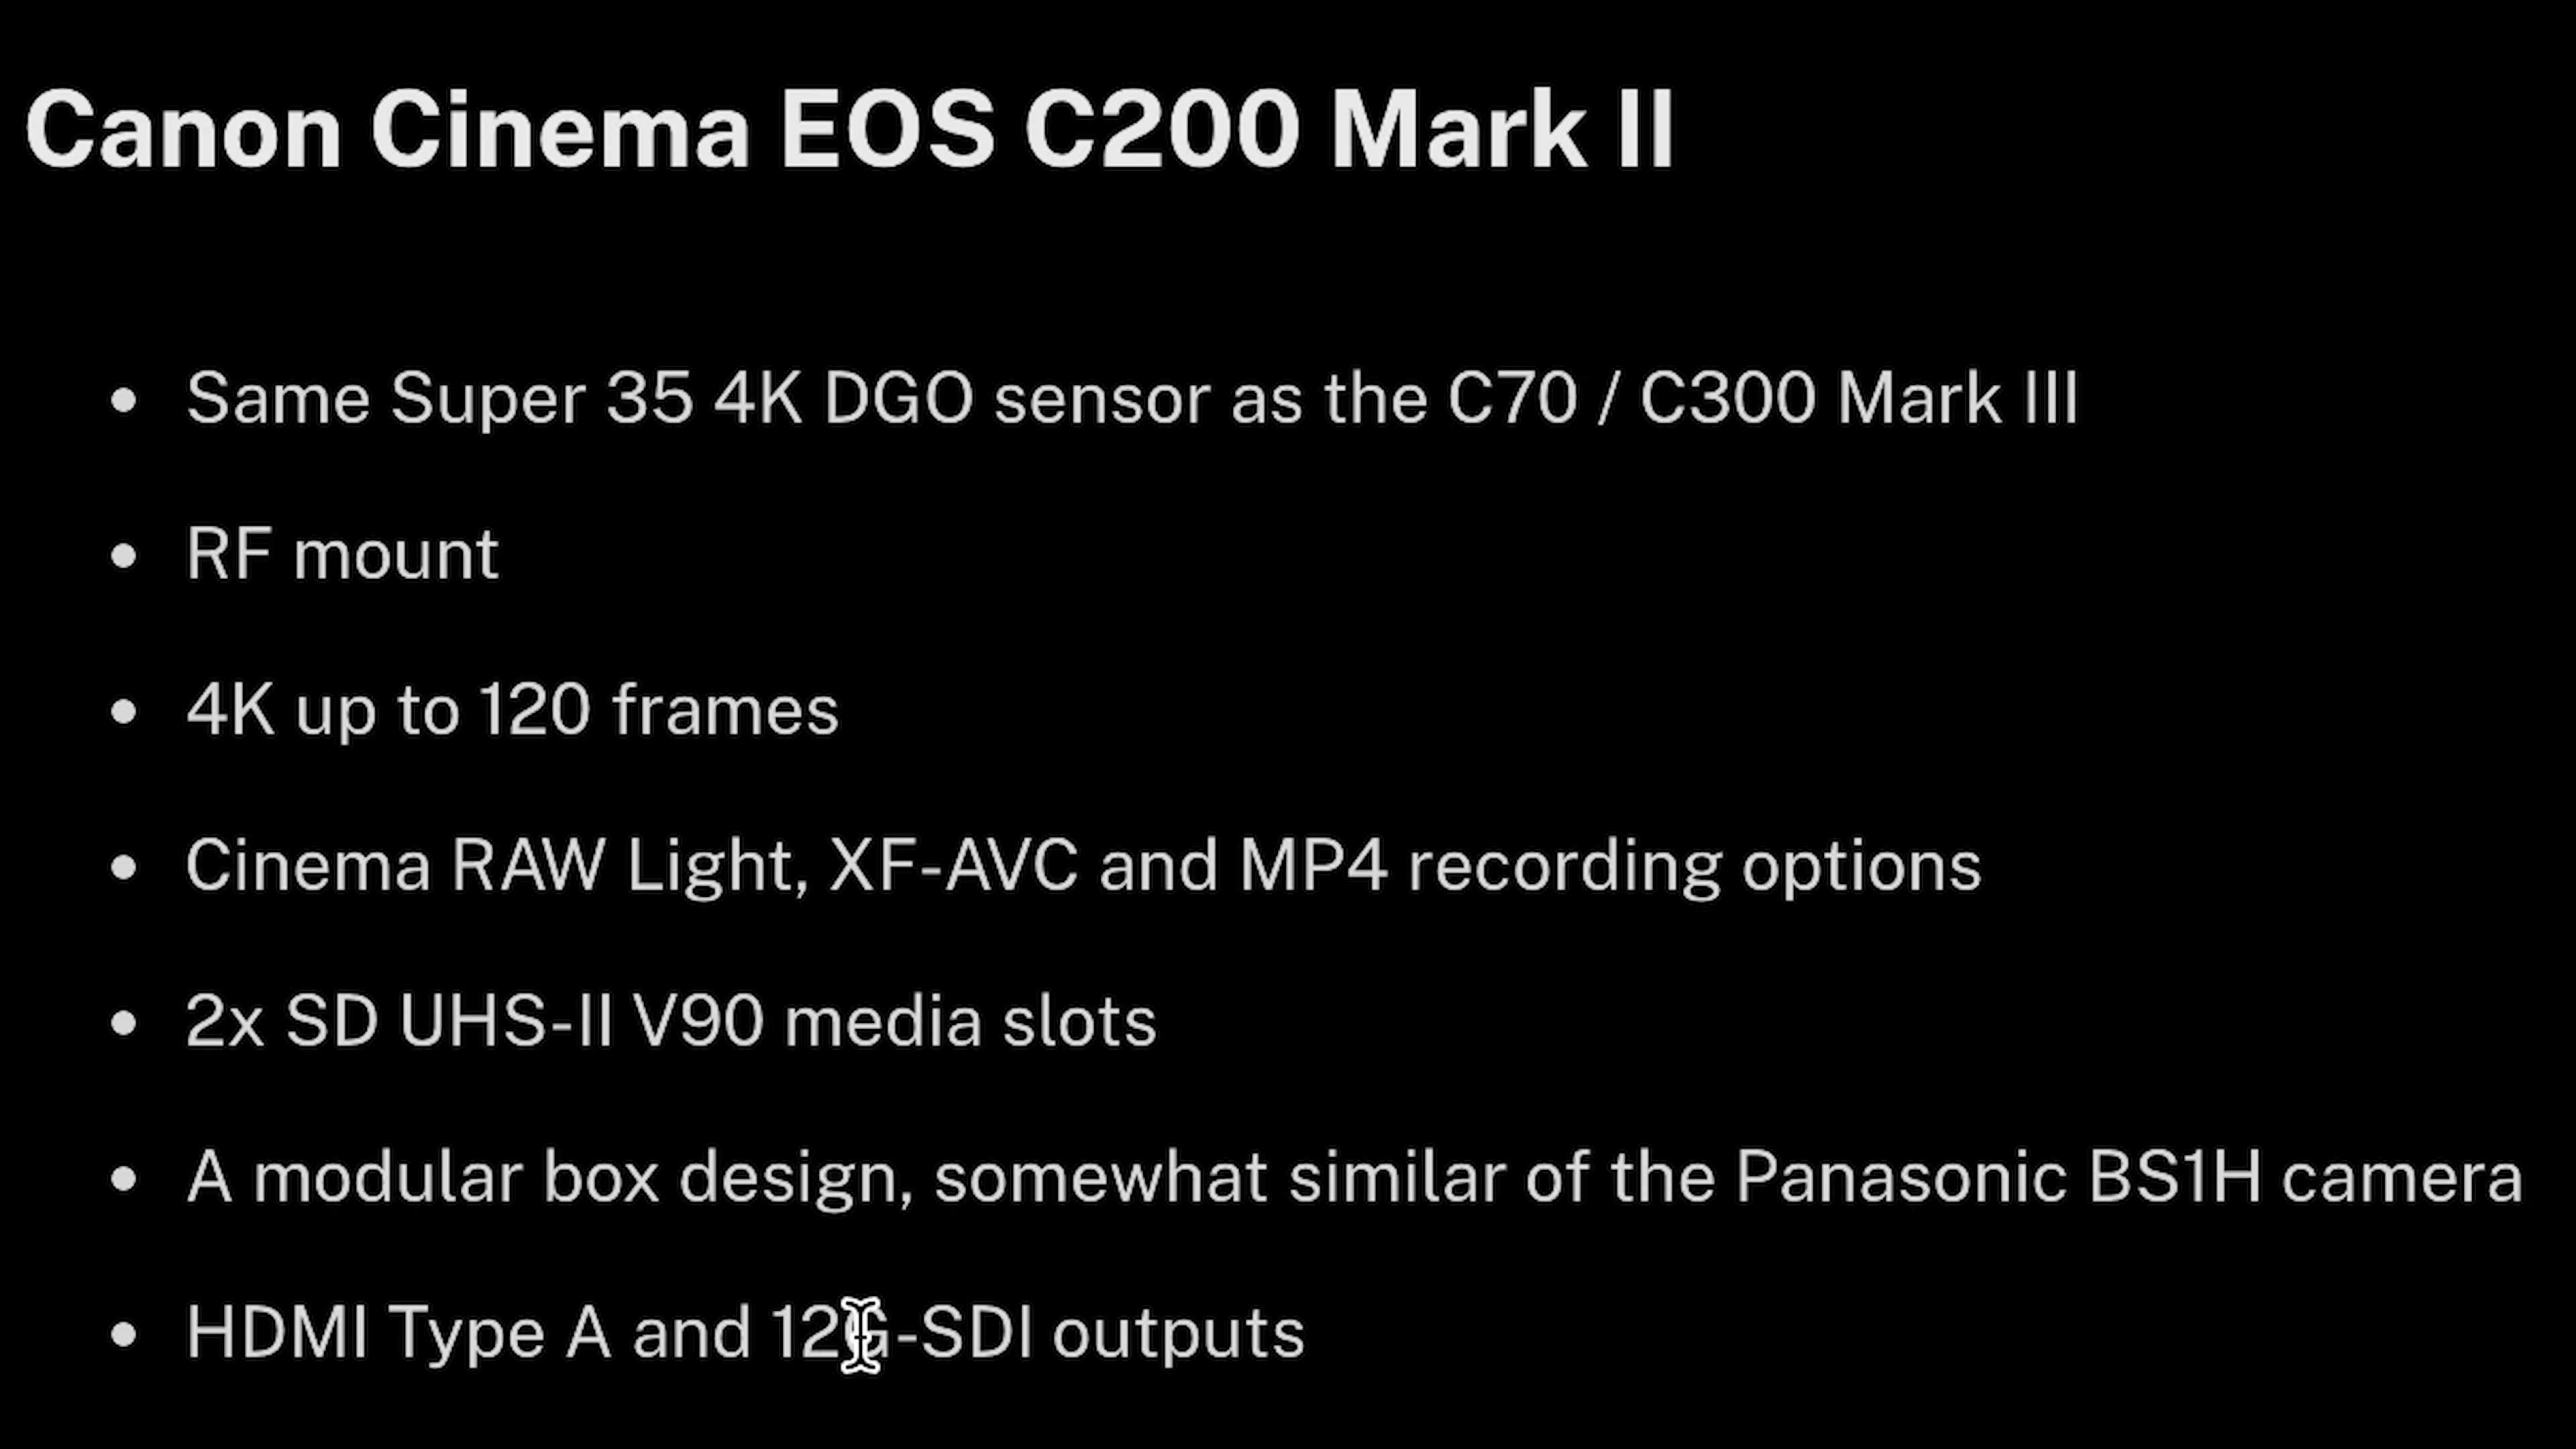 Canon Cinema EOS C200 Mark II
• Same Super 35 4K DGO sensor as the C70 / C300 Mark III
• RF mount
• 4K up to 120 frames
• Cinema RAW Light, XF-AVC and MP4 recording options
• 2x SD UHS-II V90 media slots
• A modular box design, somewhat similar of the Panasonic BS1H camera
• HDMI Type A and 12G-SDI outputs